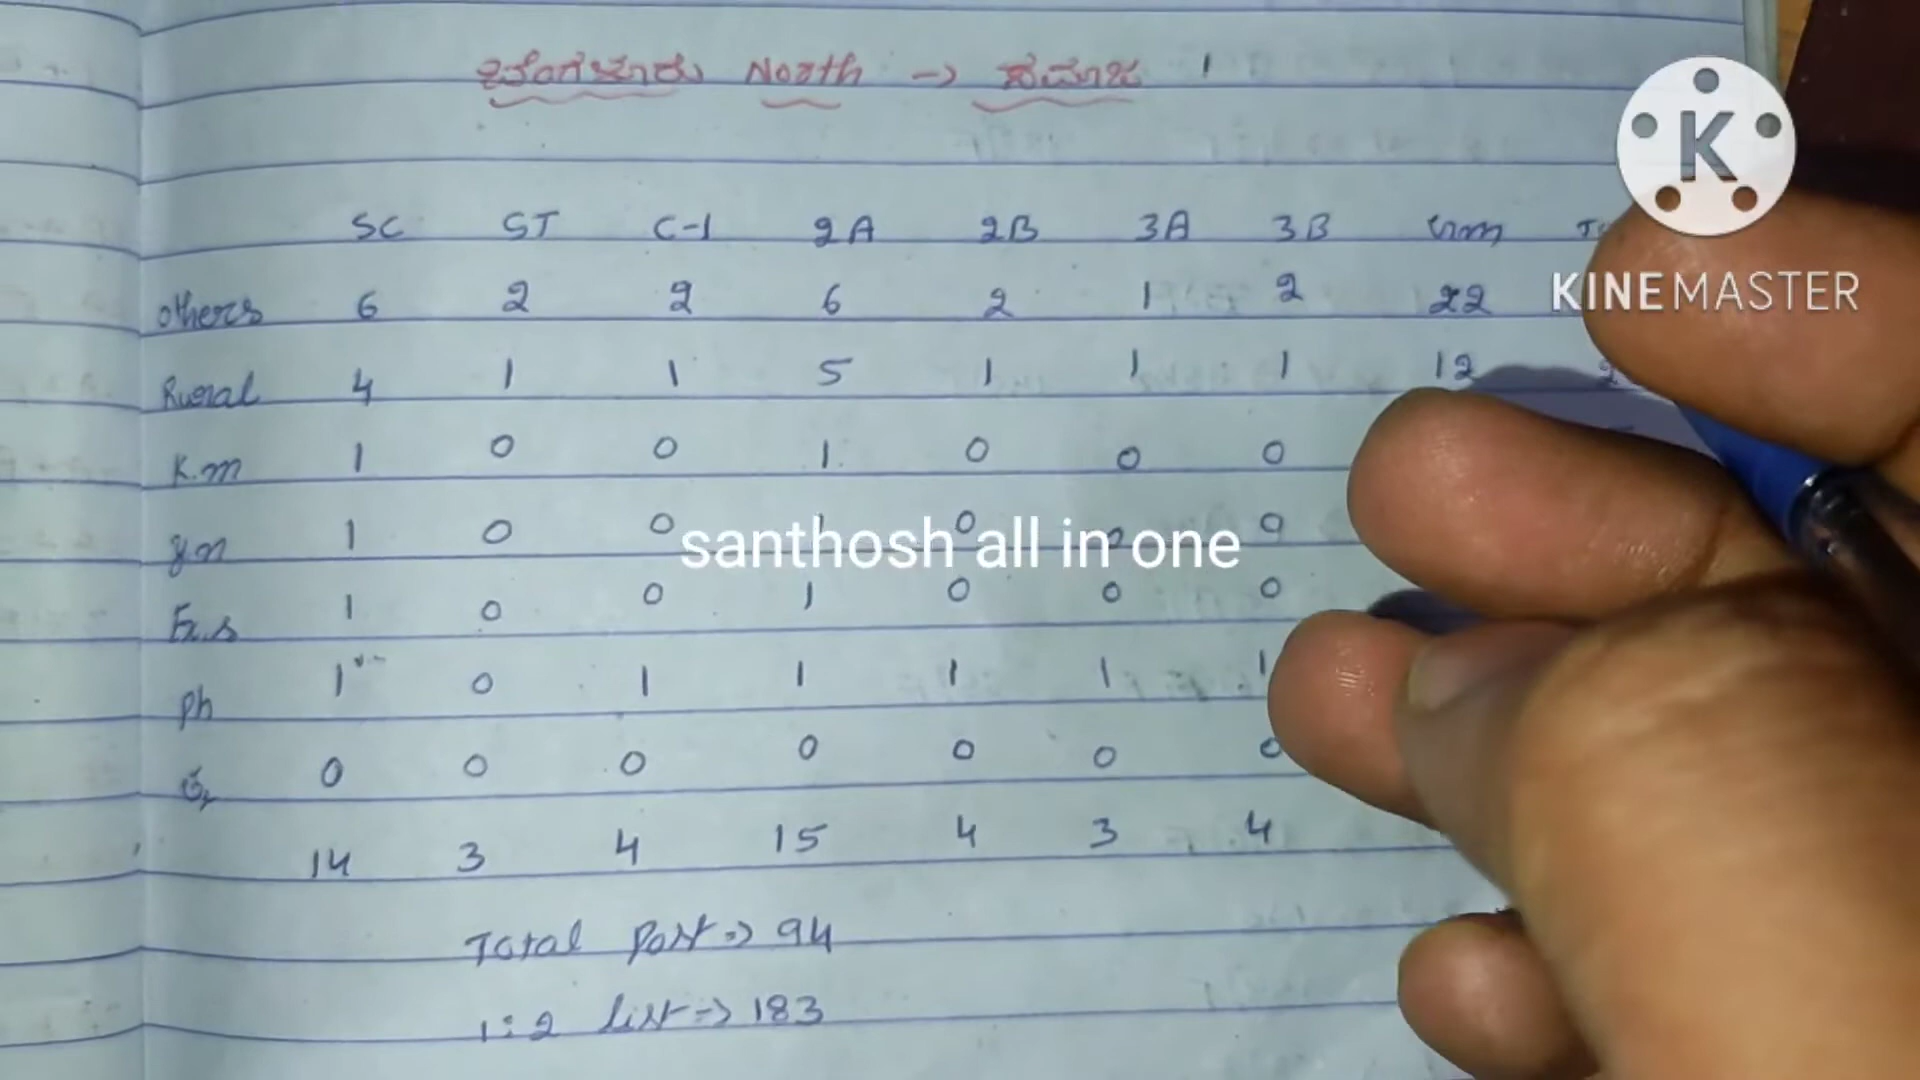 ಬೆಂಗಳೂರು North -> ಸಮಾಜ
K
KINEMASTER
SC ST C-1 2A 2B 3A 3B Gm
others 6 2 2 6 2 1 2 22
Rural 4 1 1 5 1 1 1 12
K.m 1 0 0 1 0 0 0
1 0 0 1 0 0 0
santhosh all in one
Ex.s 1 0 0 1 0 0 0
Ph 1 0 1 1 1 1 1
0 0 0 0 0 0 0
14 3 4 15 4 3 4
Total Post => 94
1:2 list => 183